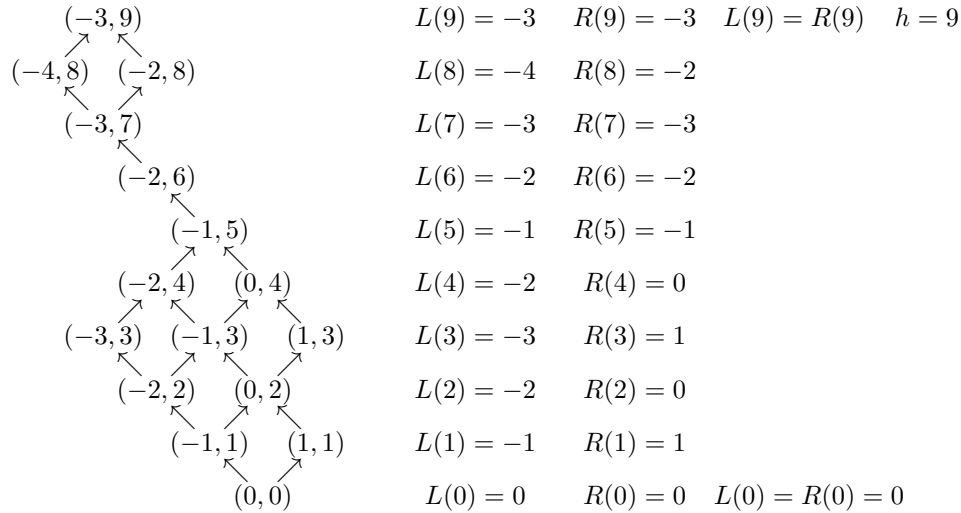 (−3, 9) L(9) = −3 R(9) = −3 L(9) = R(9) h = 9
(−4, 8) (−2, 8) L(8) = −4 R(8) = −2
(−3, 7) L(7) = −3 R(7) = −3
(−2, 6) L(6) = −2 R(6) = −2
(−1, 5) L(5) = −1 R(5) = −1
(−2, 4) (0, 4) L(4) = −2 R(4) = 0
(−3, 3) (−1, 3) (1, 3) L(3) = −3 R(3) = 1
(−2, 2) (0, 2) L(2) = −2 R(2) = 0
(−1, 1) (1, 1) L(1) = −1 R(1) = 1
(0, 0) L(0) = 0 R(0) = 0 L(0) = R(0) = 0